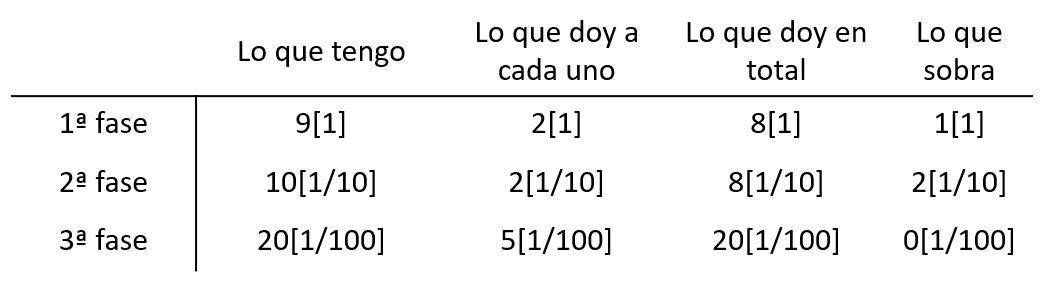 Lo que tengo Lo que doy a cada uno Lo que doy en total Lo que sobra
1ª fase 9[1] 2[1] 8[1] 1[1]
2ª fase 10[1/10] 2[1/10] 8[1/10] 2[1/10]
3ª fase 20[1/100] 5[1/100] 20[1/100] 0[1/100]